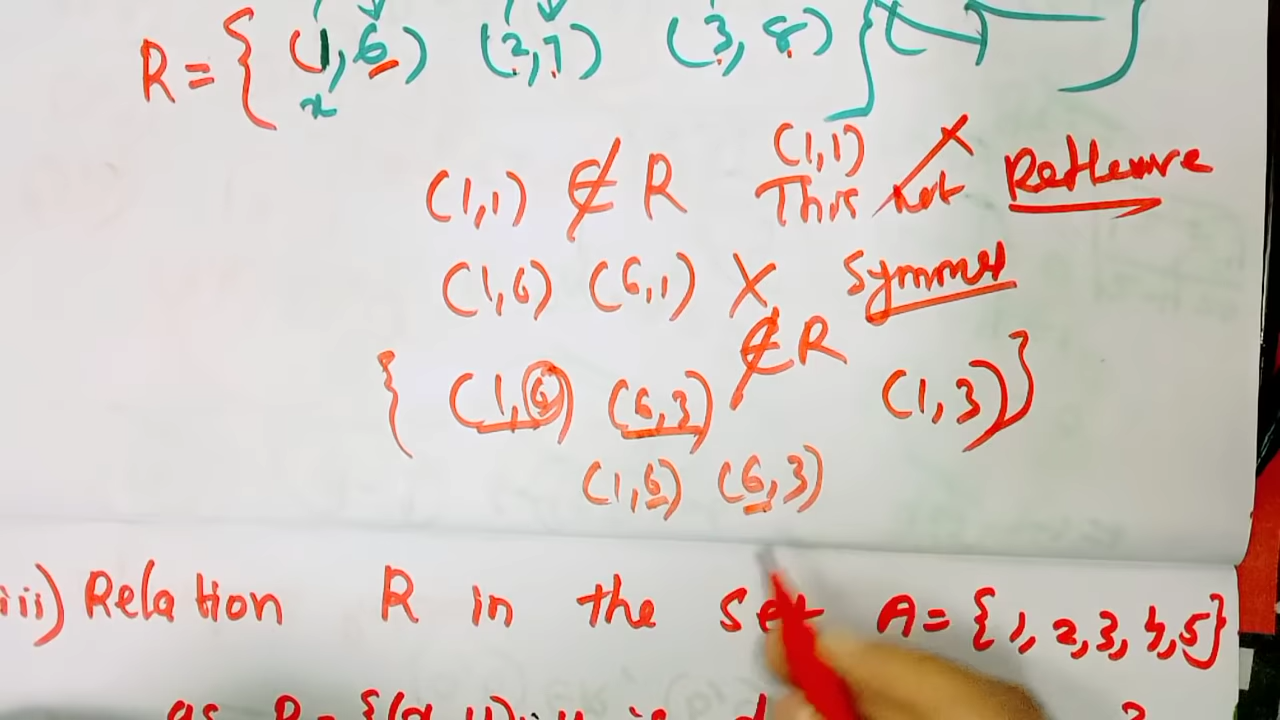 R = { (1,6) (2,7) (3,8) }
x
(1,1)
(1,1) ∉ R This not Reflexive
(1,6) (6,1) X Symmet
∉ R
{ (1,6) (6,3) (1,3) }
(1,6) (6,3)
iii) Relation R in the Set A = {1, 2, 3, 4, 5}
as R = {(x, y) : y is